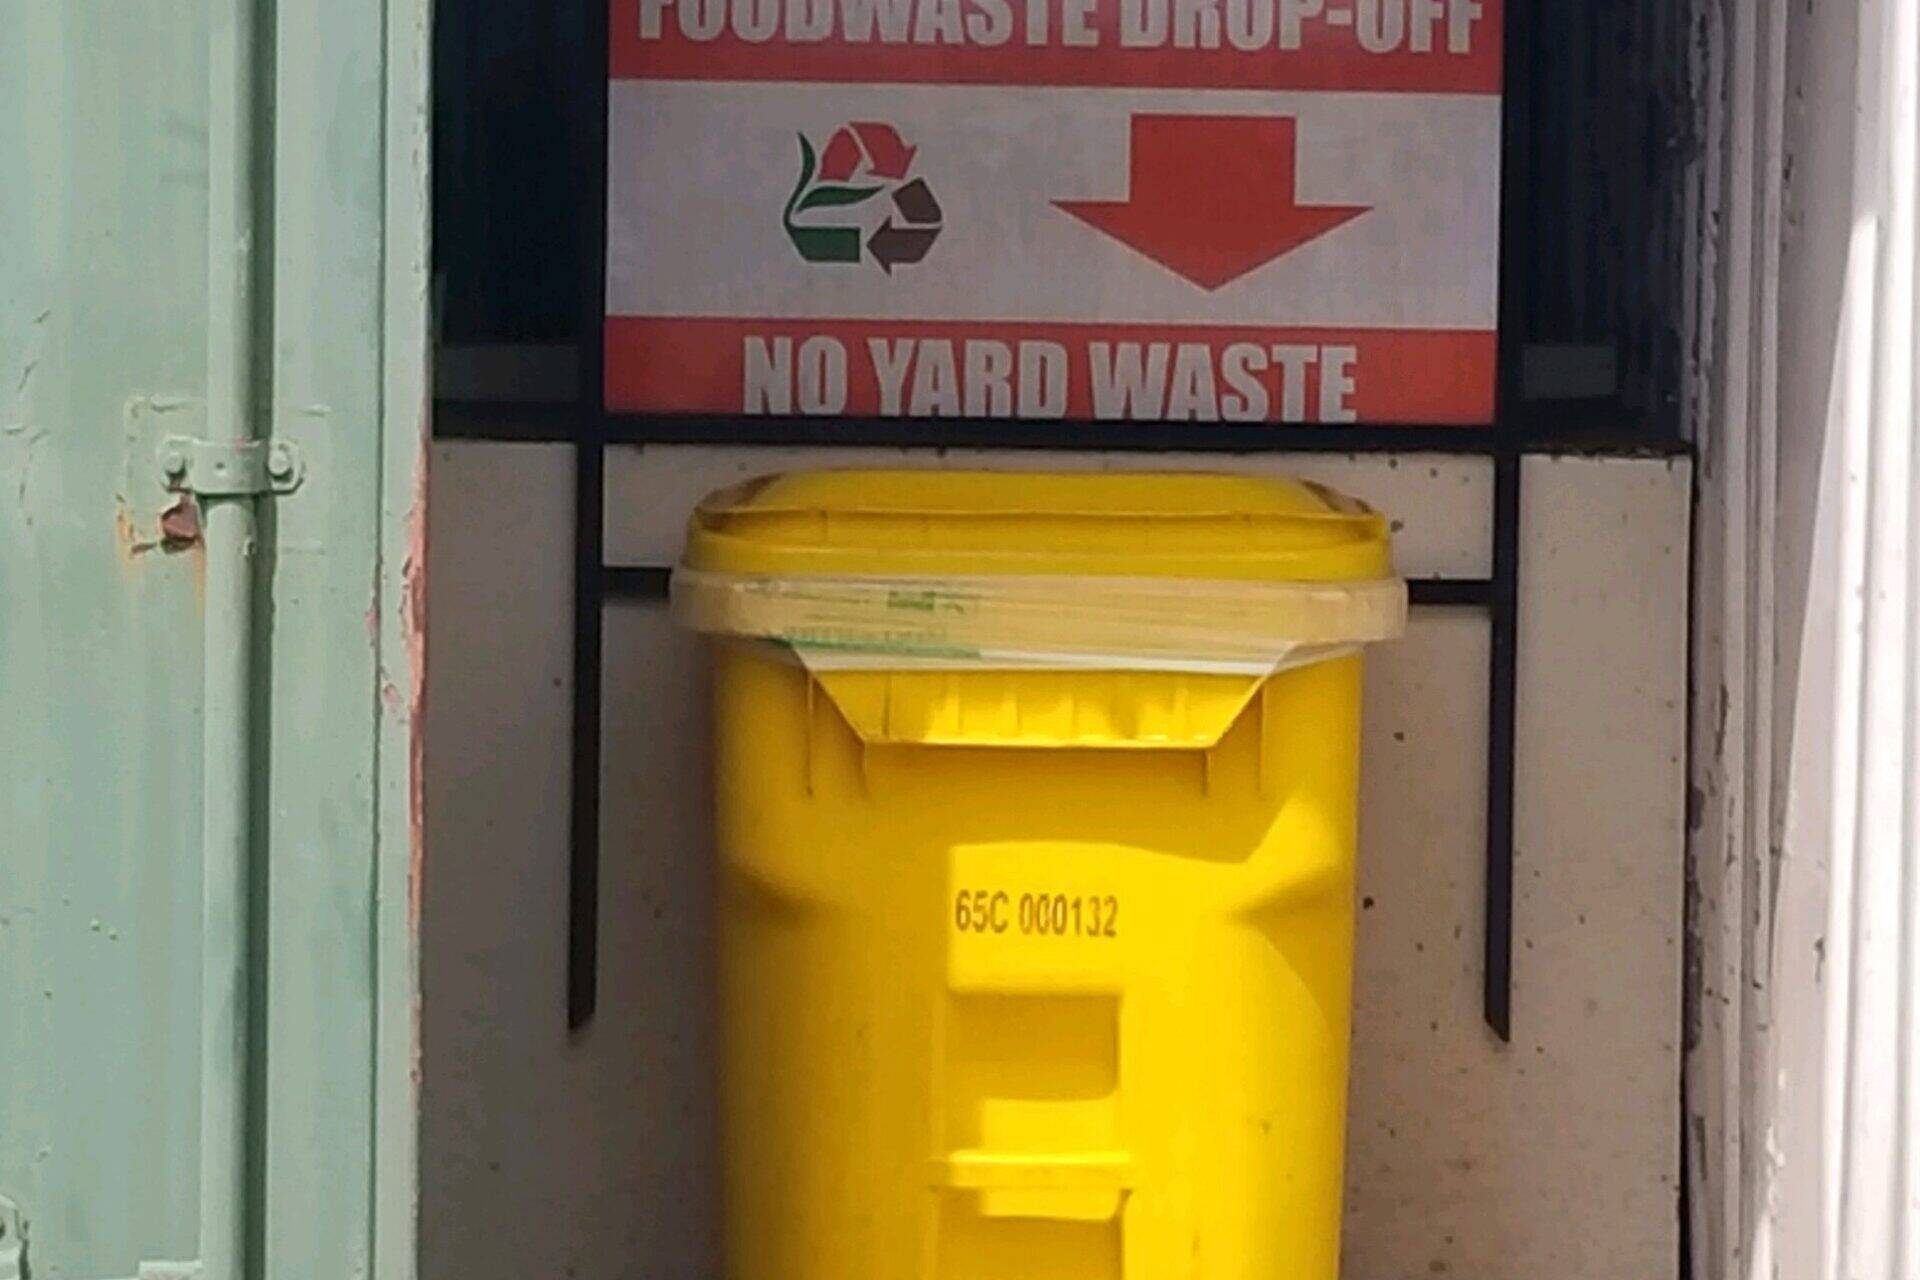 FOODWASTE DROP-OFF
NO YARD WASTE
65C 000132